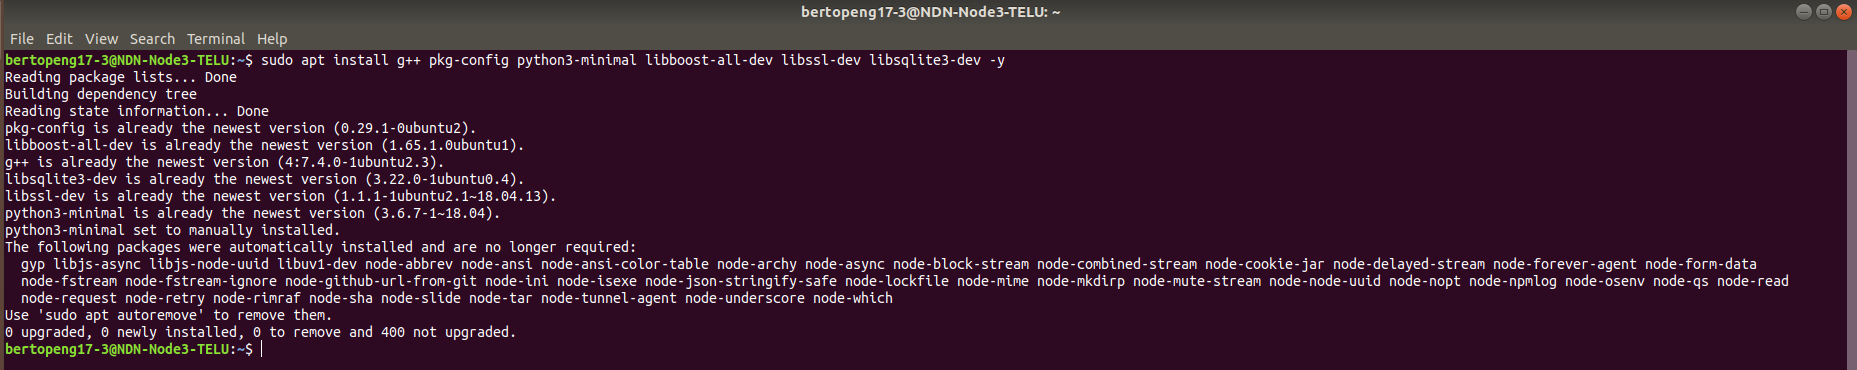 bertopeng17-3@NDN-Node3-TELU: ~
File Edit View Search Terminal Help
bertopeng17-3@NDN-Node3-TELU:~$ sudo apt install g++ pkg-config python3-minimal libboost-all-dev libssl-dev libsqlite3-dev -y
Reading package lists... Done
Building dependency tree
Reading state information... Done
pkg-config is already the newest version (0.29.1-0ubuntu2).
libboost-all-dev is already the newest version (1.65.1.0ubuntu1).
g++ is already the newest version (4:7.4.0-1ubuntu2.3).
libsqlite3-dev is already the newest version (3.22.0-1ubuntu0.4).
libssl-dev is already the newest version (1.1.1-1ubuntu2.1~18.04.13).
python3-minimal is already the newest version (3.6.7-1~18.04).
python3-minimal set to manually installed.
The following packages were automatically installed and are no longer required:
  gyp libjs-async libjs-node-uuid libuv1-dev node-abbrev node-ansi node-ansi-color-table node-archy node-async node-block-stream node-combined-stream node-cookie-jar node-delayed-stream node-forever-agent node-form-data
  node-fstream node-fstream-ignore node-github-url-from-git node-ini node-isexe node-json-stringify-safe node-lockfile node-mime node-mkdirp node-mute-stream node-node-uuid node-nopt node-npmlog node-osenv node-qs node-read
  node-request node-retry node-rimraf node-sha node-slide node-tar node-tunnel-agent node-underscore node-which
Use 'sudo apt autoremove' to remove them.
0 upgraded, 0 newly installed, 0 to remove and 400 not upgraded.
bertopeng17-3@NDN-Node3-TELU:~$